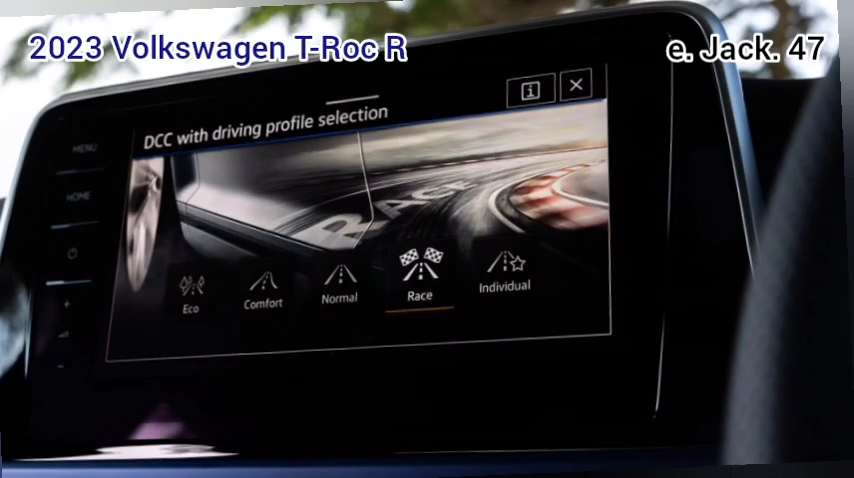 2023 Volkswagen T-Roc R
e. Jack. 47
MENU
DCC with driving profile selection
i
HOME
RACE
Eco
Comfort
Normal
Race
Individual